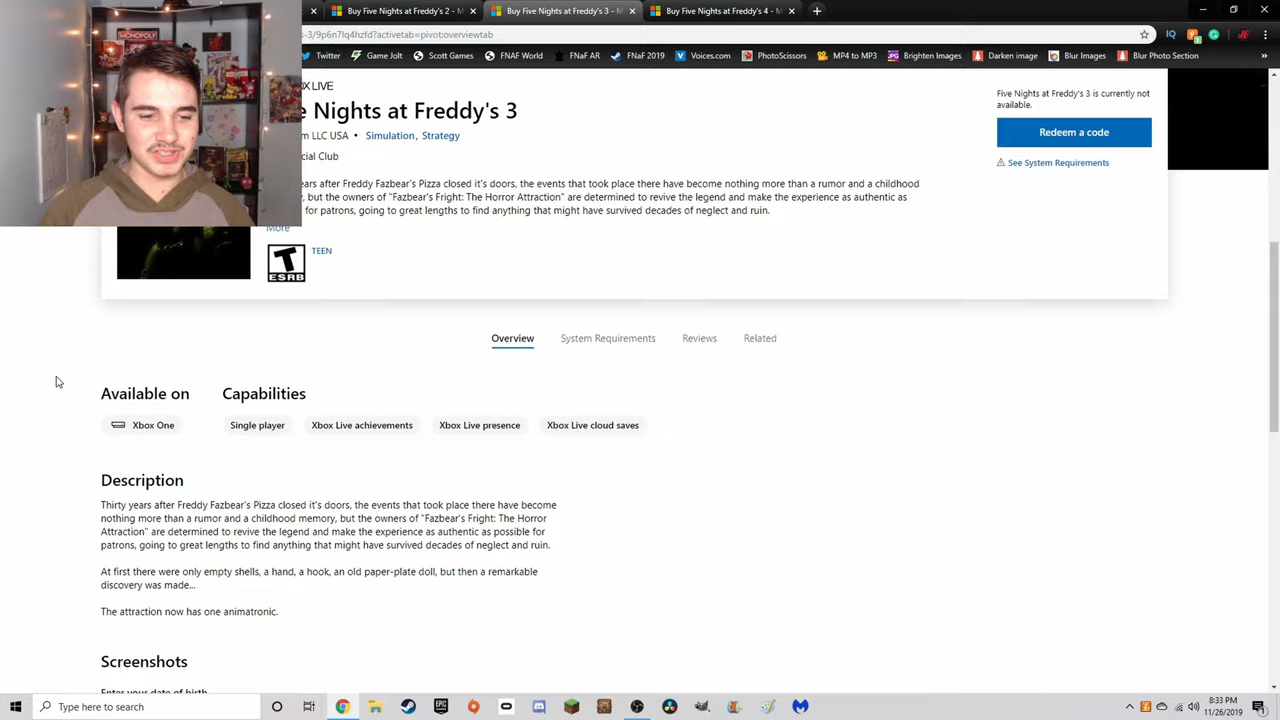 Buy Five Nights at Freddy's 2 - M
Buy Five Nights at Freddy's 3 - M
Buy Five Nights at Freddy's 4 - M
s-3/9p6n7lq4hzfd?activetab=pivot:overviewtab
Twitter
Game Jolt
Scott Games
FNAF World
FNAF AR
FNAF 2019
Voices.com
PhotoScissors
MP4 to MP3
Brighten Images
Darken image
Blur Images
Blur Photo Section
MONOPOLY
OX LIVE
e Nights at Freddy's 3
m LLC USA • Simulation, Strategy
cial Club
ears after Freddy Fazbear's Pizza closed it's doors, the events that took place there have become nothing more than a rumor and a childhood
, but the owners of "Fazbear's Fright: The Horror Attraction" are determined to revive the legend and make the experience as authentic as
for patrons, going to great lengths to find anything that might have survived decades of neglect and ruin.
More
T
ESRB
TEEN
Five Nights at Freddy's 3 is currently not
available.
Redeem a code
See System Requirements
Overview
System Requirements
Reviews
Related
Available on
Capabilities
Xbox One
Single player
Xbox Live achievements
Xbox Live presence
Xbox Live cloud saves
Description
Thirty years after Freddy Fazbear's Pizza closed it's doors, the events that took place there have become
nothing more than a rumor and a childhood memory, but the owners of "Fazbear's Fright: The Horror
Attraction" are determined to revive the legend and make the experience as authentic as possible for
patrons, going to great lengths to find anything that might have survived decades of neglect and ruin.
At first there were only empty shells, a hand, a hook, an old paper-plate doll, but then a remarkable
discovery was made...
The attraction now has one animatronic.
Screenshots
Enter your date of birth
Type here to search
EPIC
8:33 PM
11/26/2019